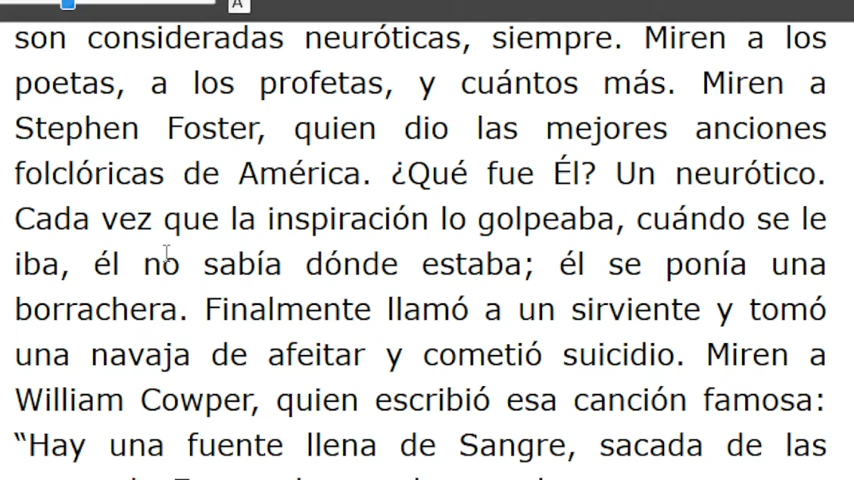 A
son consideradas neuróticas, siempre. Miren a los
poetas, a los profetas, y cuántos más. Miren a
Stephen Foster, quien dio las mejores anciones
folclóricas de América. ¿Qué fue Él? Un neurótico.
Cada vez que la inspiración lo golpeaba, cuándo se le
iba, él no sabía dónde estaba; él se ponía una
borrachera. Finalmente llamó a un sirviente y tomó
una navaja de afeitar y cometió suicidio. Miren a
William Cowper, quien escribió esa canción famosa:
“Hay una fuente llena de Sangre, sacada de las